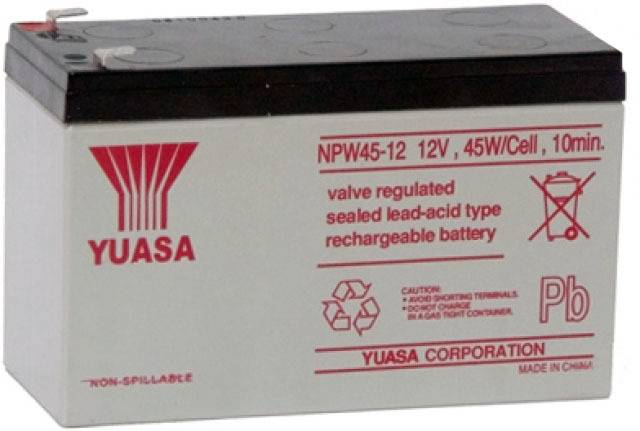 YUASA
NPW45-12 12V , 45W/Cell , 10min.
valve regulated
sealed lead-acid type
rechargeable battery
CAUTION:
• AVOID SHORTING TERMINALS.
• DO NOT CHARGE
IN A GAS TIGHT CONTAINER.
Pb
YUASA CORPORATION
MADE IN CHINA
NON-SPILLABLE